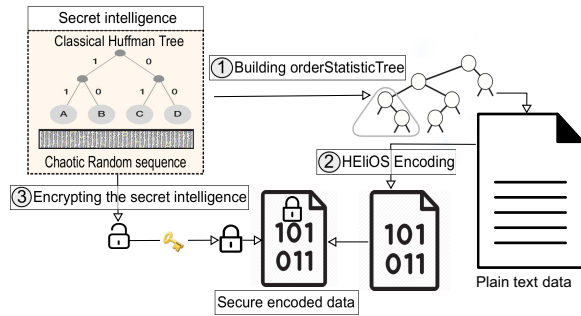 Secret intelligence
Classical Huffman Tree
1 0
1 0 1 0
A B C D
Chaotic Random sequence
1 Building orderStatisticTree
2 HEliOS Encoding
3 Encrypting the secret intelligence
101
011
101
011
Secure encoded data
Plain text data